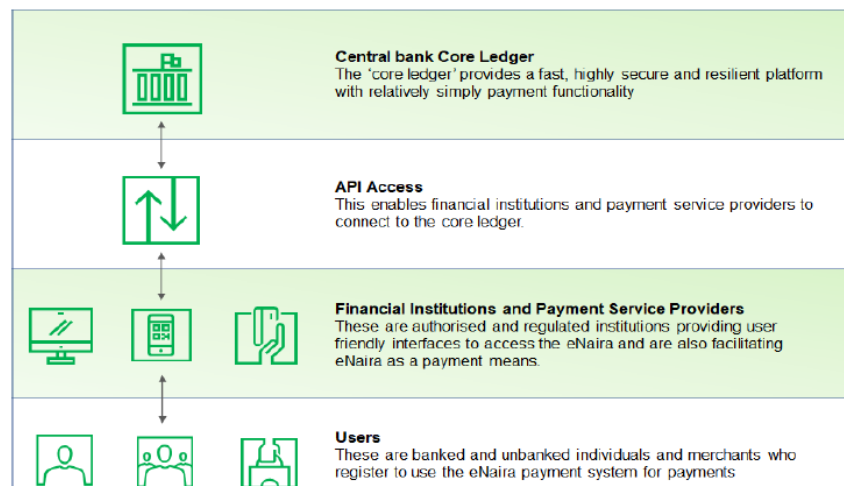 Central bank Core Ledger
The 'core ledger' provides a fast, highly secure and resilient platform
with relatively simply payment functionality
API Access
This enables financial institutions and payment service providers to
connect to the core ledger.
Financial Institutions and Payment Service Providers
These are authorised and regulated institutions providing user
friendly interfaces to access the eNaira and are also facilitating
eNaira as a payment means.
Users
These are banked and unbanked individuals and merchants who
register to use the eNaira payment system for payments